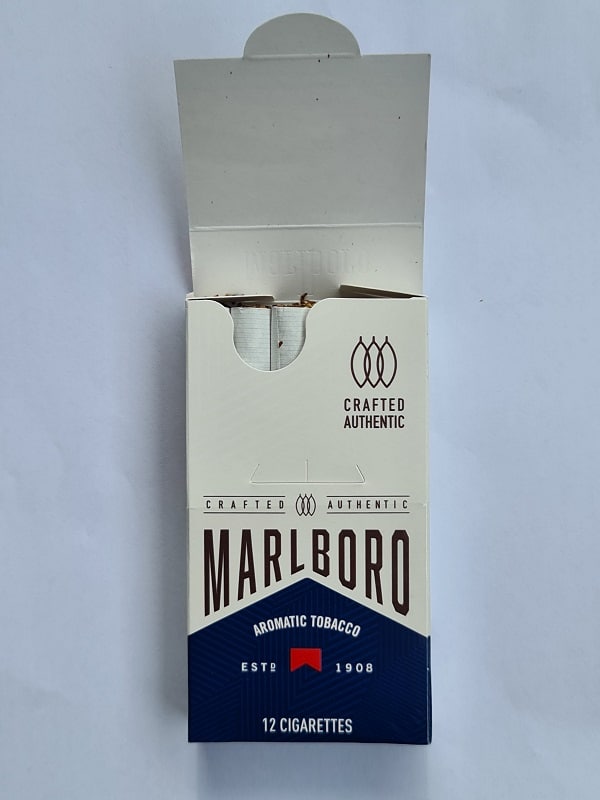 CRAFTED
AUTHENTIC
CRAFTED AUTHENTIC
MARLBORO
AROMATIC TOBACCO
ESTD 1908
12 CIGARETTES